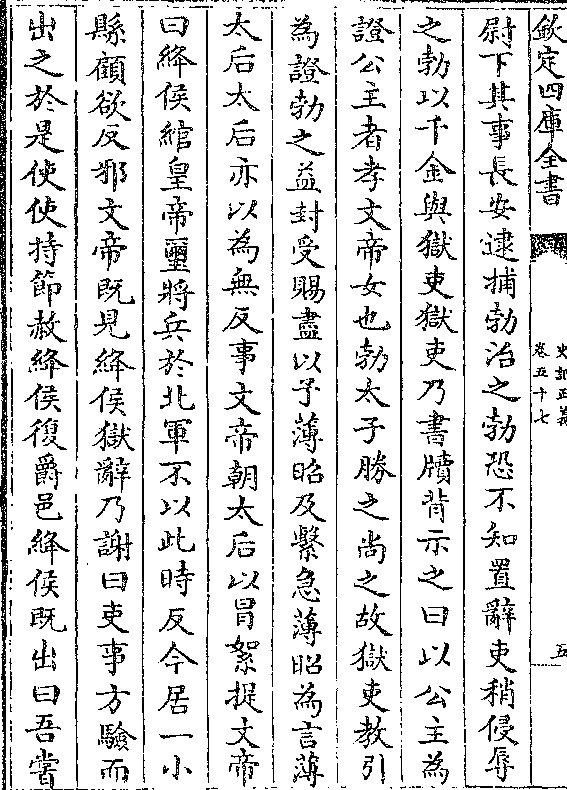 欽定四庫全書
史記正義
卷五十七
五
尉下其事長安逮捕勃治之勃恐不知置辭吏稍侵辱
之勃以千金與獄吏獄吏乃書牘背示之曰以公主為
證公主者孝文帝女也勃太子勝之尚之故獄吏教引
為證勃之益封受賜盡以予薄昭及繫急薄昭為言薄
太后太后亦以為無反事文帝朝太后以冒絮提文帝
曰絳侯綰皇帝璽將兵於北軍不以此時反今居一小
縣顧欲反邪文帝既見絳侯獄辭乃謝曰吏事方驗而
出之於是使使持節赦絳侯復爵邑絳侯既出曰吾嘗